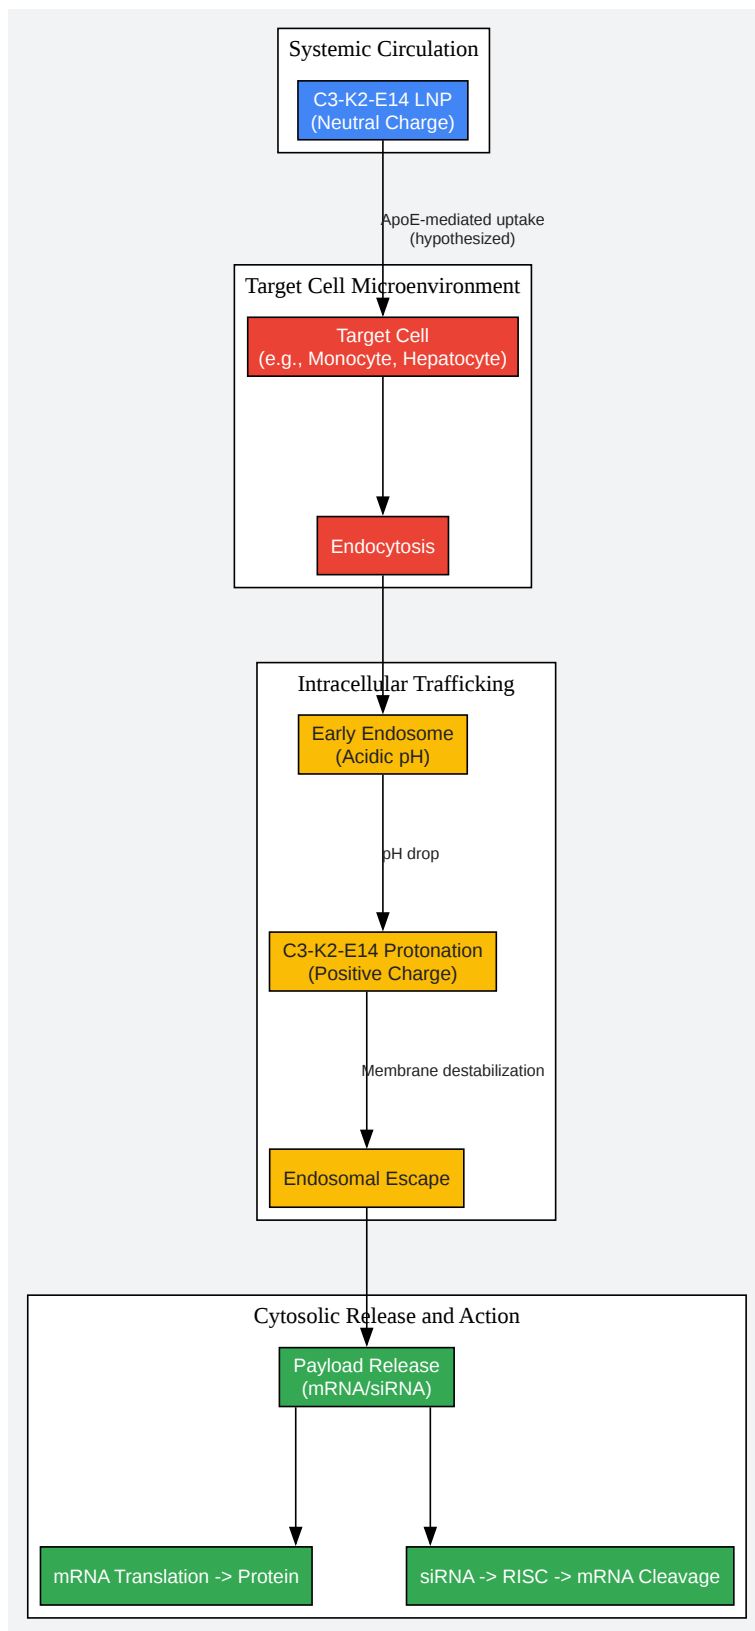 Systemic Circulation
C3-K2-E14 LNP
(Neutral Charge)
ApoE-mediated uptake
(hypothesized)
Target Cell Microenvironment
Target Cell
(e.g., Monocyte, Hepatocyte)
Endocytosis
Intracellular Trafficking
Early Endosome
(Acidic pH)
pH drop
C3-K2-E14 Protonation
(Positive Charge)
Membrane destabilization
Endosomal Escape
Cytosolic Release and Action
Payload Release
(mRNA/siRNA)
mRNA Translation -> Protein
siRNA -> RISC -> mRNA Cleavage